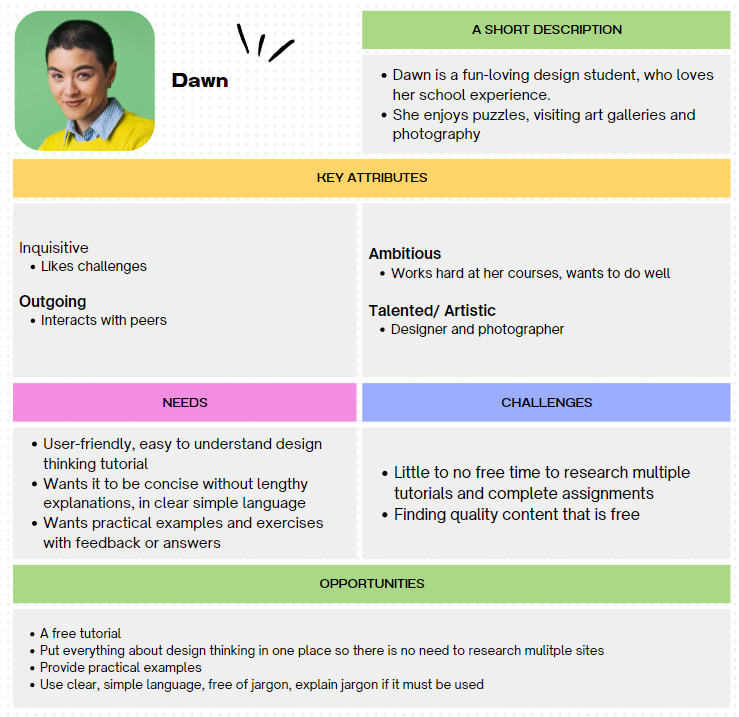 Dawn
A SHORT DESCRIPTION
• Dawn is a fun-loving design student, who loves
her school experience.
• She enjoys puzzles, visiting art galleries and
photography
KEY ATTRIBUTES
Inquisitive
• Likes challenges
Outgoing
• Interacts with peers
Ambitious
• Works hard at her courses, wants to do well
Talented/ Artistic
• Designer and photographer
NEEDS
• User-friendly, easy to understand design
thinking tutorial
• Wants it to be concise without lengthy
explanations, in clear simple language
• Wants practical examples and exercises
with feedback or answers
CHALLENGES
• Little to no free time to research multiple
tutorials and complete assignments
• Finding quality content that is free
OPPORTUNITIES
• A free tutorial
• Put everything about design thinking in one place so there is no need to research mulitple sites
• Provide practical examples
• Use clear, simple language, free of jargon, explain jargon if it must be used